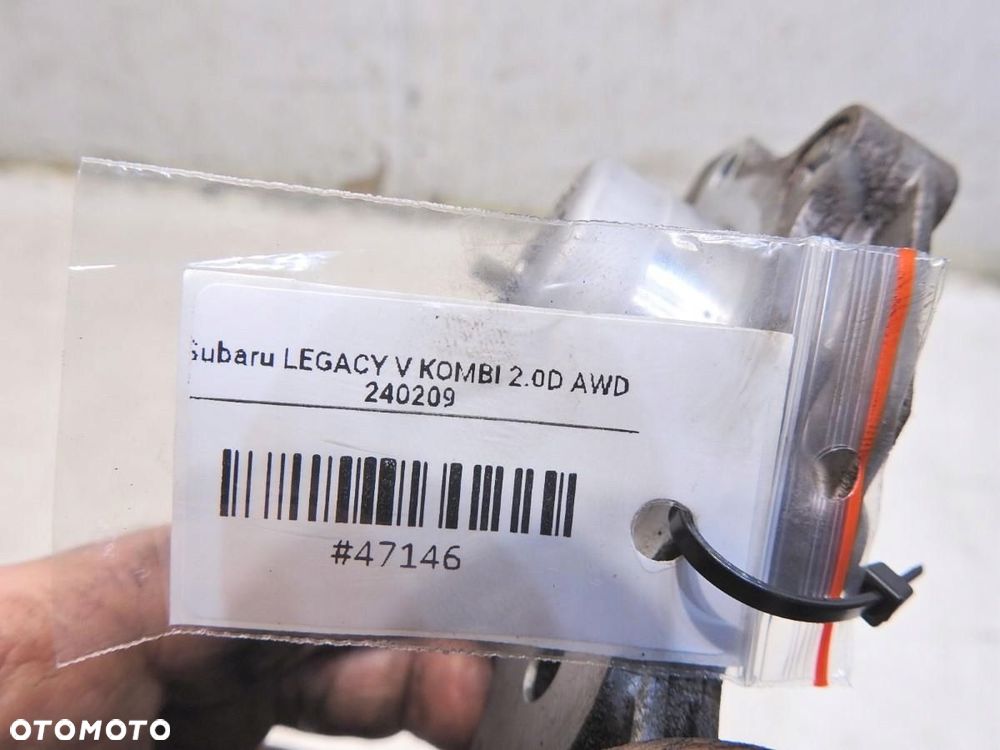 Subaru LEGACY V KOMBI 2.0D AWD
240209
#47146
OTOMOTO